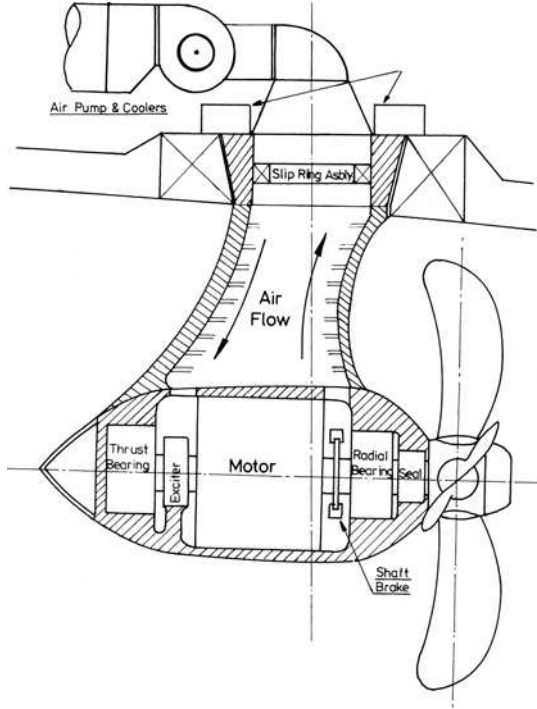 Air Pump & Coolers
Slip Ring Asbly
Air
Flow
Thrust
Bearing
Exciter
Motor
Radial
Bearing
Seal
Shaft
Brake